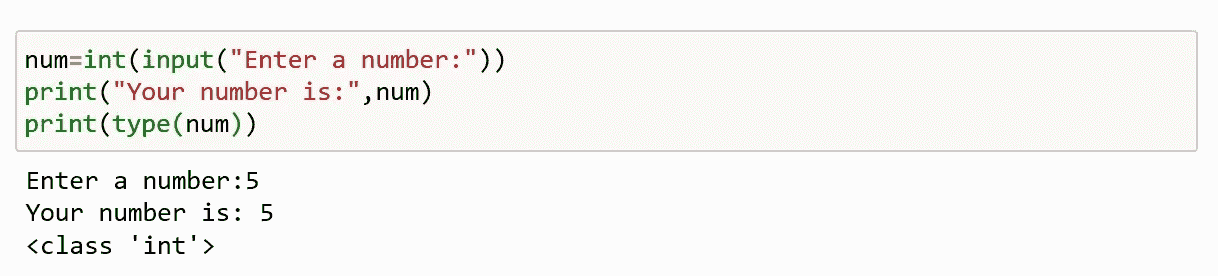 num=int(input("Enter a number:"))
print("Your number is:",num)
print(type(num))
Enter a number:5
Your number is: 5
<class 'int'>